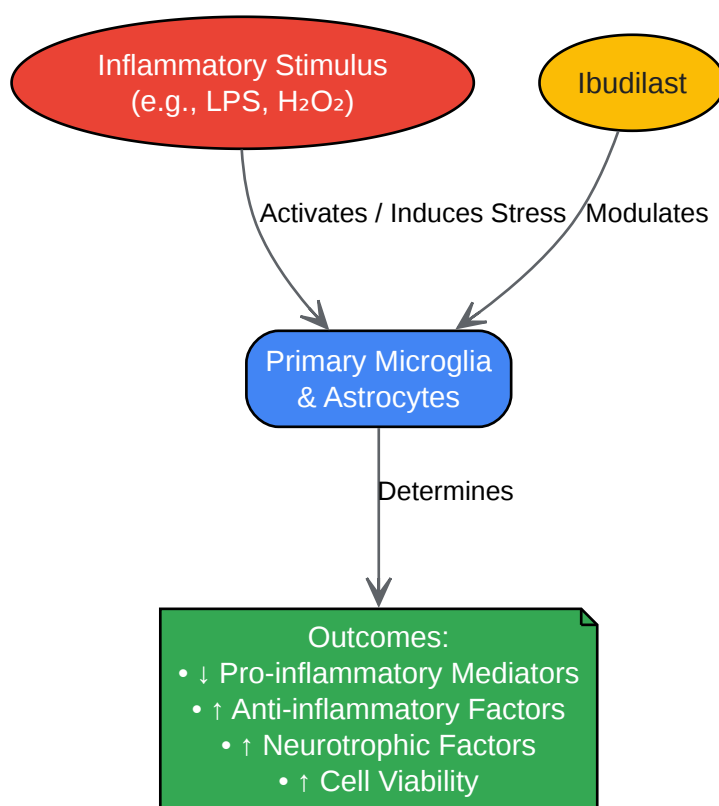 Inflammatory Stimulus
(e.g., LPS, H₂O₂)
Ibudilast
Activates / Induces Stress
Modulates
Primary Microglia
& Astrocytes
Determines
Outcomes:
• ↓ Pro-inflammatory Mediators
• ↑ Anti-inflammatory Factors
• ↑ Neurotrophic Factors
• ↑ Cell Viability